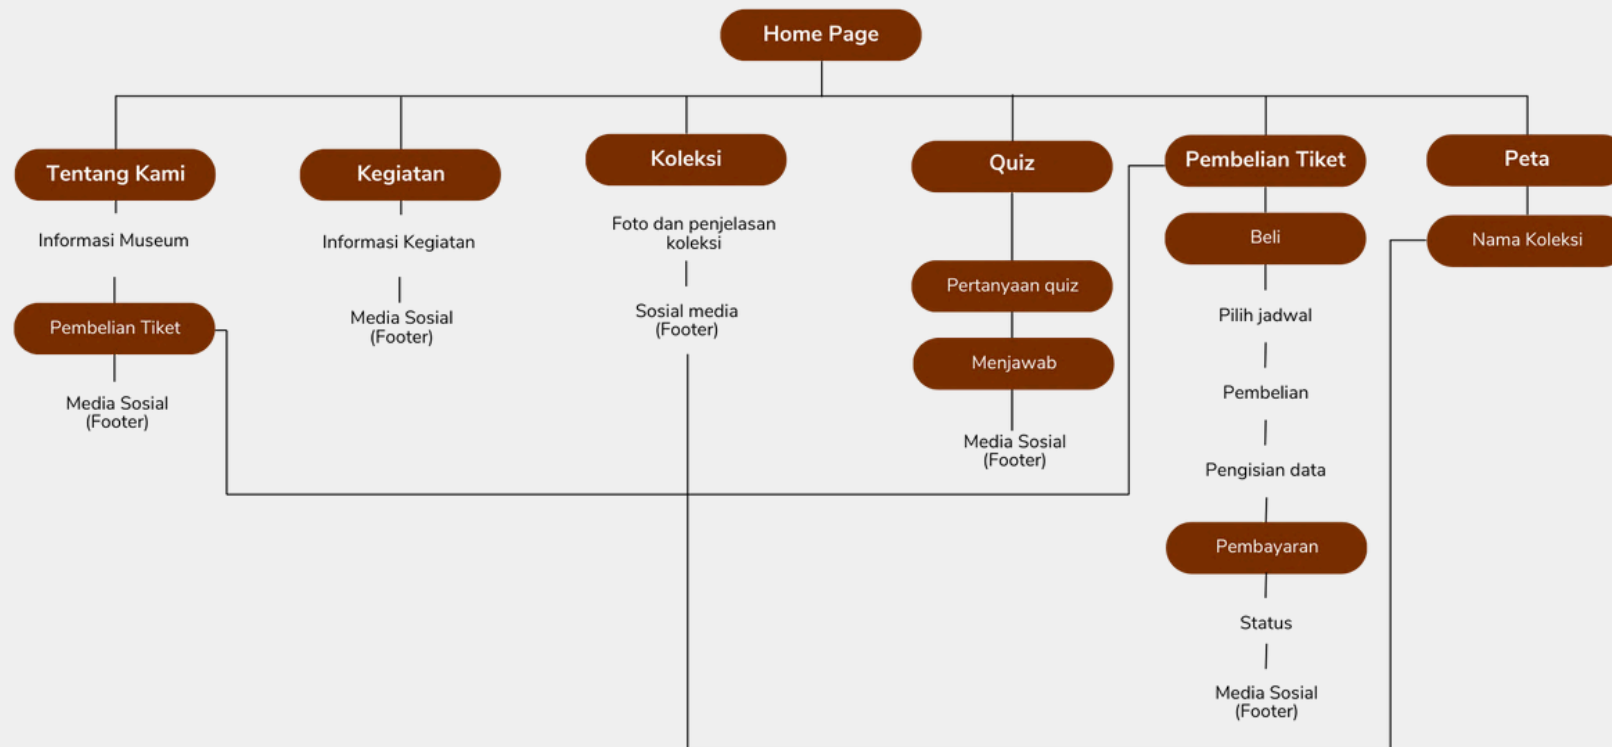 Home Page
Tentang Kami
Kegiatan
Koleksi
Quiz
Pembelian Tiket
Peta
Informasi Museum
Pembelian Tiket
Media Sosial
(Footer)
Informasi Kegiatan
Media Sosial
(Footer)
Foto dan penjelasan
koleksi
Sosial media
(Footer)
Pertanyaan quiz
Menjawab
Media Sosial
(Footer)
Beli
Pilih jadwal
Pembelian
Pengisian data
Pembayaran
Status
Media Sosial
(Footer)
Nama Koleksi